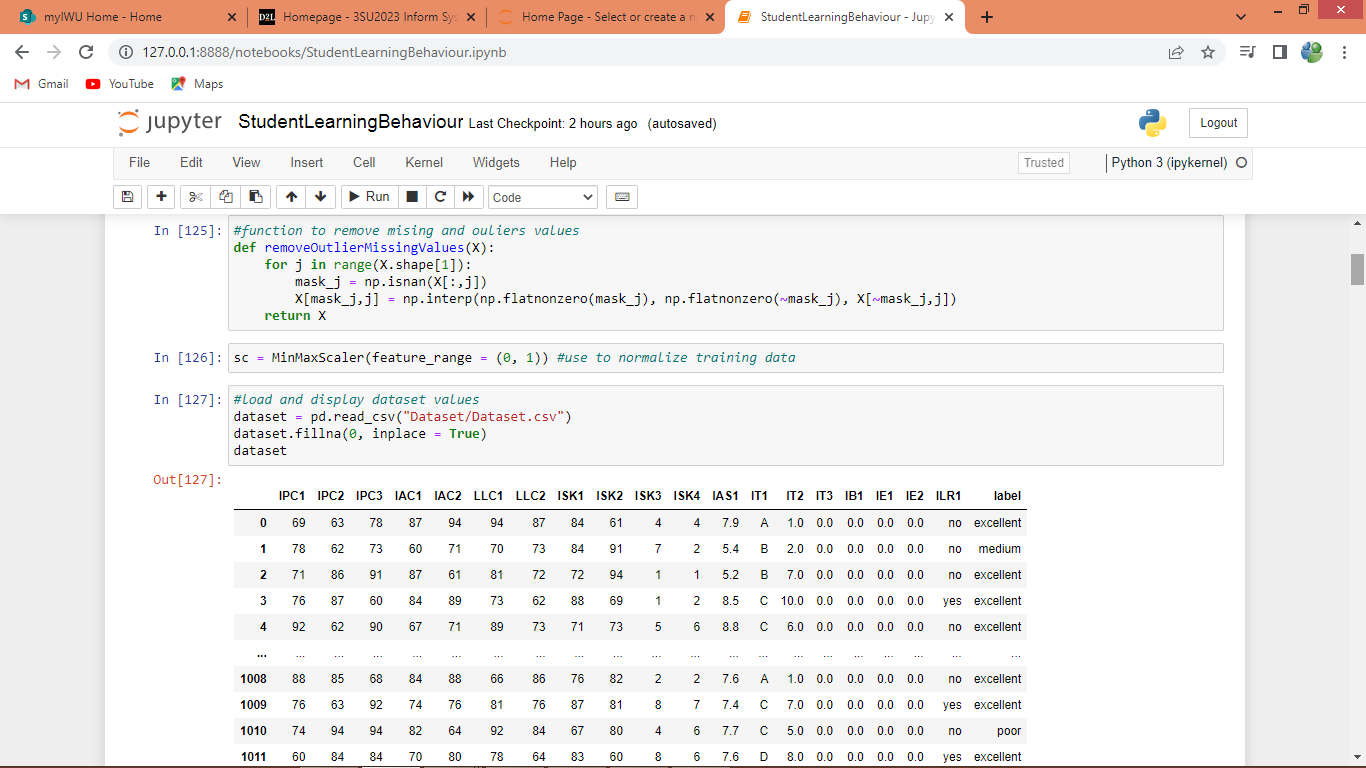 myIWU Home - Home
D2L Homepage - 3SU2023 Inform Sys
Home Page - Select or create a n
StudentLearningBehaviour - Jupy
127.0.0.1:8888/notebooks/StudentLearningBehaviour.ipynb
Gmail YouTube Maps
jupyter StudentLearningBehaviour Last Checkpoint: 2 hours ago (autosaved) Logout
File Edit View Insert Cell Kernel Widgets Help Trusted Python 3 (ipykernel)
Run Code
In [125]: #function to remove mising and ouliers values
def removeOutlierMissingValues(X):
for j in range(X.shape[1]):
mask_j = np.isnan(X[:,j])
X[mask_j,j] = np.interp(np.flatnonzero(mask_j), np.flatnonzero(~mask_j), X[~mask_j,j])
return X
In [126]: sc = MinMaxScaler(feature_range = (0, 1)) #use to normalize training data
In [127]: #load and display dataset values
dataset = pd.read_csv("Dataset/Dataset.csv")
dataset.fillna(0, inplace = True)
dataset
Out[127]:
IPC1 IPC2 IPC3 IAC1 IAC2 LLC1 LLC2 ISK1 ISK2 ISK3 ISK4 IAS1 IT1 IT2 IT3 IB1 IE1 IE2 ILR1 label
0 69 63 78 87 94 94 87 84 61 4 4 7.9 A 1.0 0.0 0.0 0.0 0.0 no excellent
1 78 62 73 60 71 70 73 84 91 7 2 5.4 B 2.0 0.0 0.0 0.0 0.0 no medium
2 71 86 91 87 61 81 72 72 94 1 1 5.2 B 7.0 0.0 0.0 0.0 0.0 no excellent
3 76 87 60 84 89 73 62 88 69 1 2 8.5 C 10.0 0.0 0.0 0.0 0.0 yes excellent
4 92 62 90 67 71 89 73 71 73 5 6 8.8 C 6.0 0.0 0.0 0.0 0.0 no excellent
... ... ... ... ... ... ... ... ... ... ... ... ... ... ... ... ... ... ... ... ...
1008 88 85 68 84 88 66 86 76 82 2 2 7.6 A 1.0 0.0 0.0 0.0 0.0 no excellent
1009 76 63 92 74 76 81 76 87 81 8 7 7.4 C 7.0 0.0 0.0 0.0 0.0 yes excellent
1010 74 94 94 82 64 92 84 67 80 4 6 7.7 C 5.0 0.0 0.0 0.0 0.0 no poor
1011 60 84 84 70 80 78 64 83 60 8 6 7.6 D 8.0 0.0 0.0 0.0 0.0 yes excellent